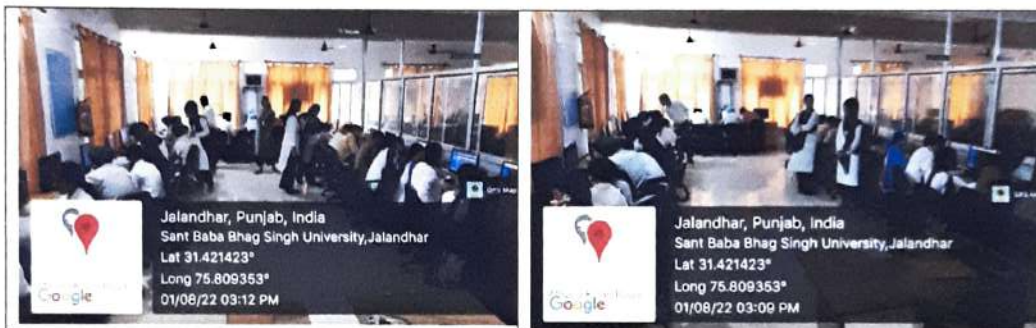 Jalandhar, Punjab, India
Sant Baba Bhag Singh University,Jalandhar
Lat 31.421423°
Long 75.809353°
01/08/22 03:12 PM
Google
Jalandhar, Punjab, India
Sant Baba Bhag Singh University,Jalandhar
Lat 31.421423°
Long 75.809353°
01/08/22 03:09 PM
Google